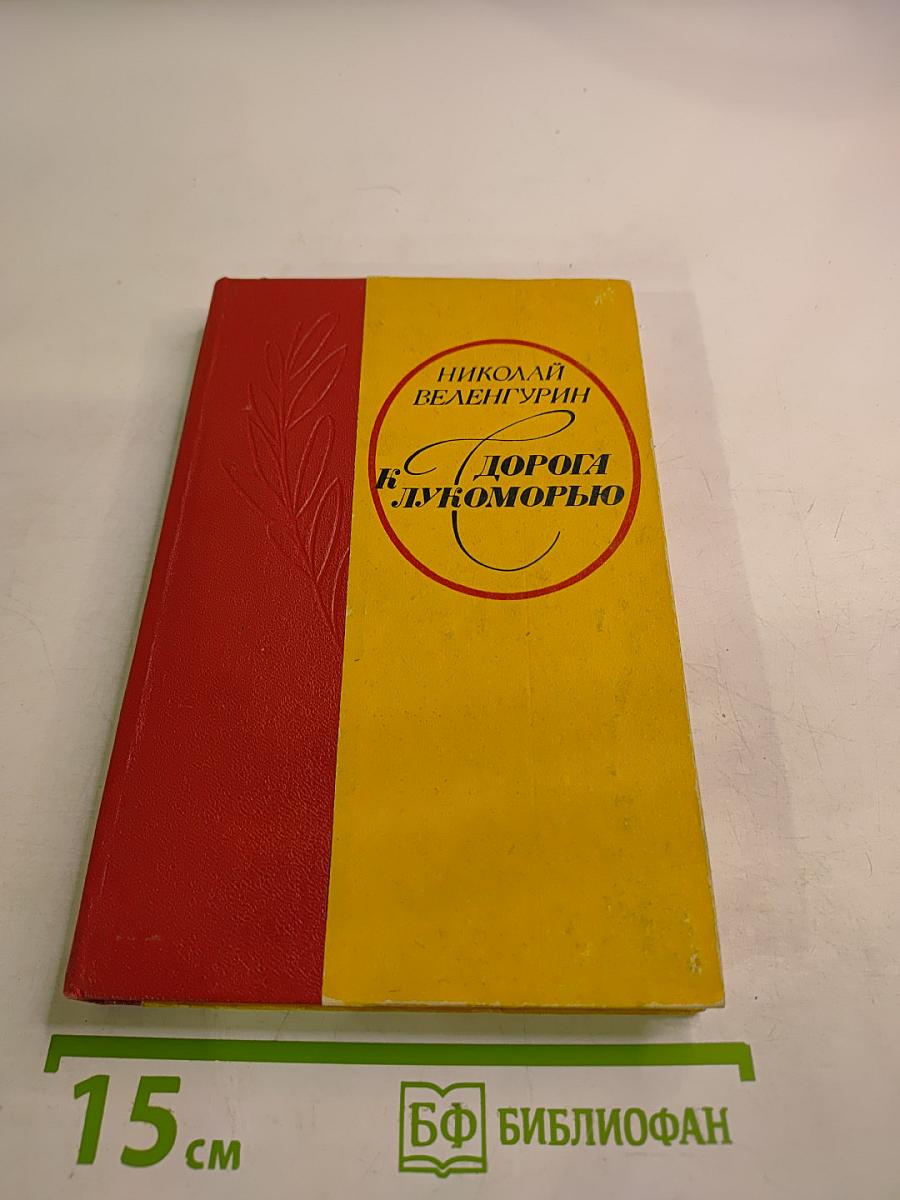 НИКОЛАЙ
ВЕЛЕНГУРИН
ДОРОГА
К ЛУКОМОРЬЮ
15 см
БФ БИБЛИОФАН